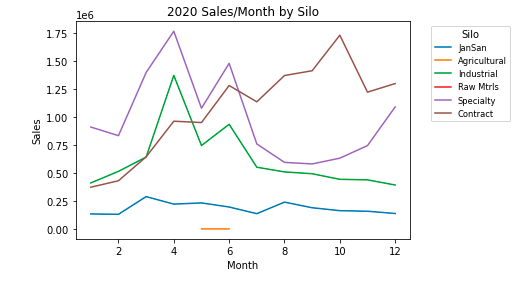 2020 Sales/Month by Silo
1e6
1.75
1.50
1.25
1.00
0.75
0.50
0.25
0.00
Sales
2
4
6
8
10
12
Month
Silo
JanSan
Agricultural
Industrial
Raw Mtrls
Specialty
Contract